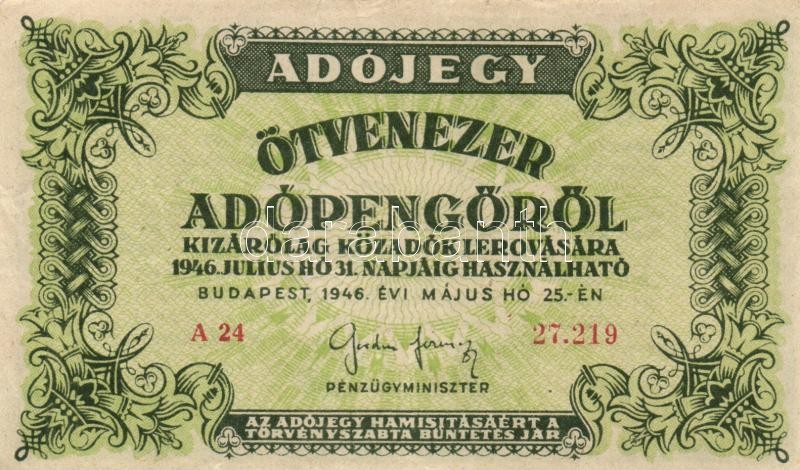 ADÓJEGY
ÖTVENEZER
ADÓPENGŐRŐL
KIZÁRÓLAG KÖZADÓK LEROVÁSÁRA
1946. JULIUS HÓ 31. NAPJÁIG HASZNÁLHATÓ
BUDAPEST, 1946. ÉVI MÁJUS HÓ 25.-ÉN
A 24 27.219
PÉNZÜGYMINISZTER
AZ ADÓJEGY HAMISITÁSÁÉRT A
TÖRVÉNYSZABTA BÜNTETÉS JÁR
darabanth